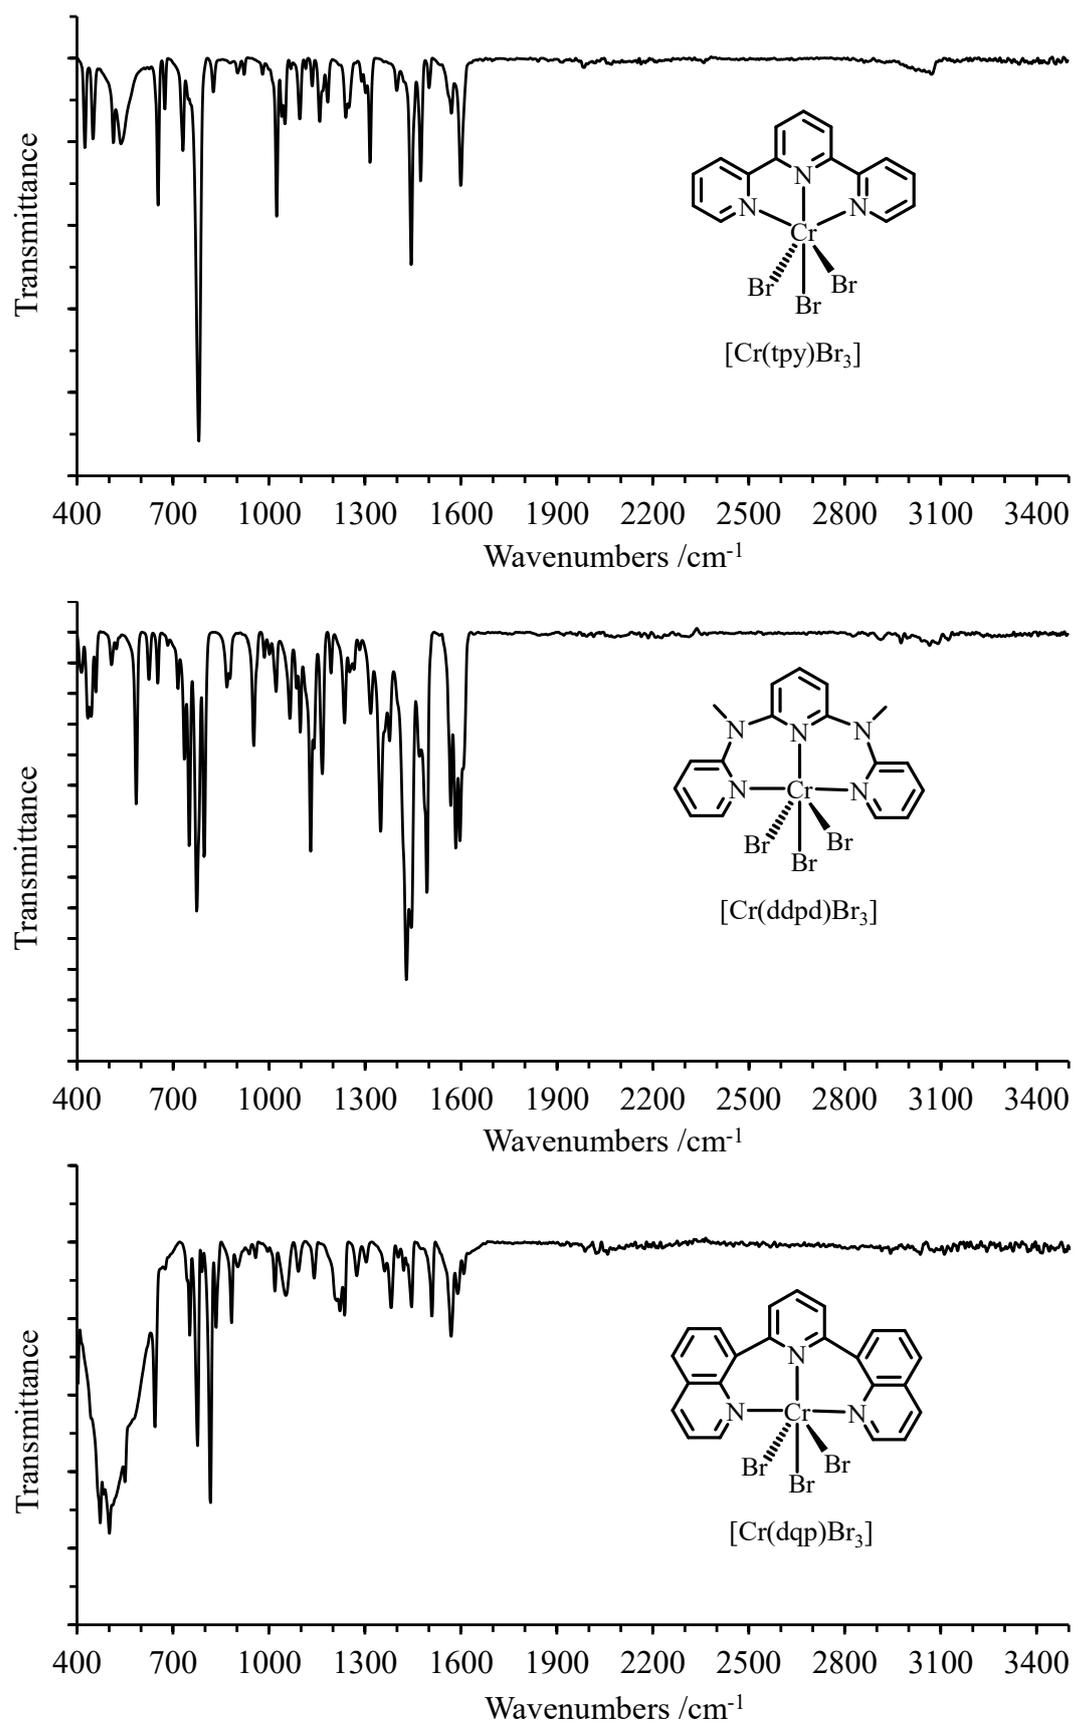 Transmittance
N
N
N
Cr
Br
Br
Br
[Cr(tpy)Br₃]
400 700 1000 1300 1600 1900 2200 2500 2800 3100 3400
Wavenumbers /cm⁻¹
Transmittance
N
N
N
N
Cr
N
Br
Br
Br
[Cr(ddpd)Br₃]
400 700 1000 1300 1600 1900 2200 2500 2800 3100 3400
Wavenumbers /cm⁻¹
Transmittance
N
N
Cr
N
Br
Br
Br
[Cr(dqp)Br₃]
400 700 1000 1300 1600 1900 2200 2500 2800 3100 3400
Wavenumbers /cm⁻¹